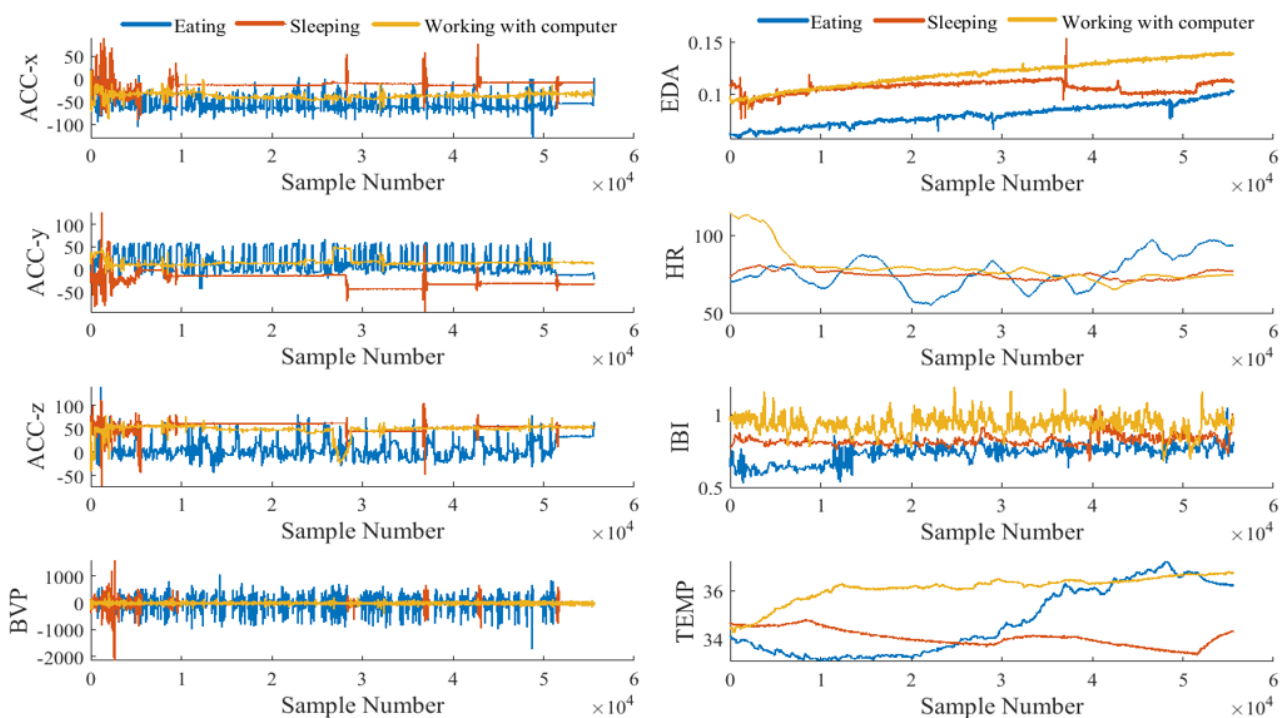 Eating Sleeping Working with computer
ACC-x
50
0
-50
-100
0 1 2 3 4 5 6
Sample Number
×10^4
ACC-y
100
50
0
-50
0 1 2 3 4 5 6
Sample Number
×10^4
ACC-z
100
50
0
-50
0 1 2 3 4 5 6
Sample Number
×10^4
BVP
1000
0
-1000
-2000
0 1 2 3 4 5 6
Sample Number
×10^4
Eating Sleeping Working with computer
EDA
0.15
0.1
0 1 2 3 4 5 6
Sample Number
×10^4
HR
100
50
0 1 2 3 4 5 6
Sample Number
×10^4
IBI
1
0.5
0 1 2 3 4 5 6
Sample Number
×10^4
TEMP
36
34
0 1 2 3 4 5 6
Sample Number
×10^4